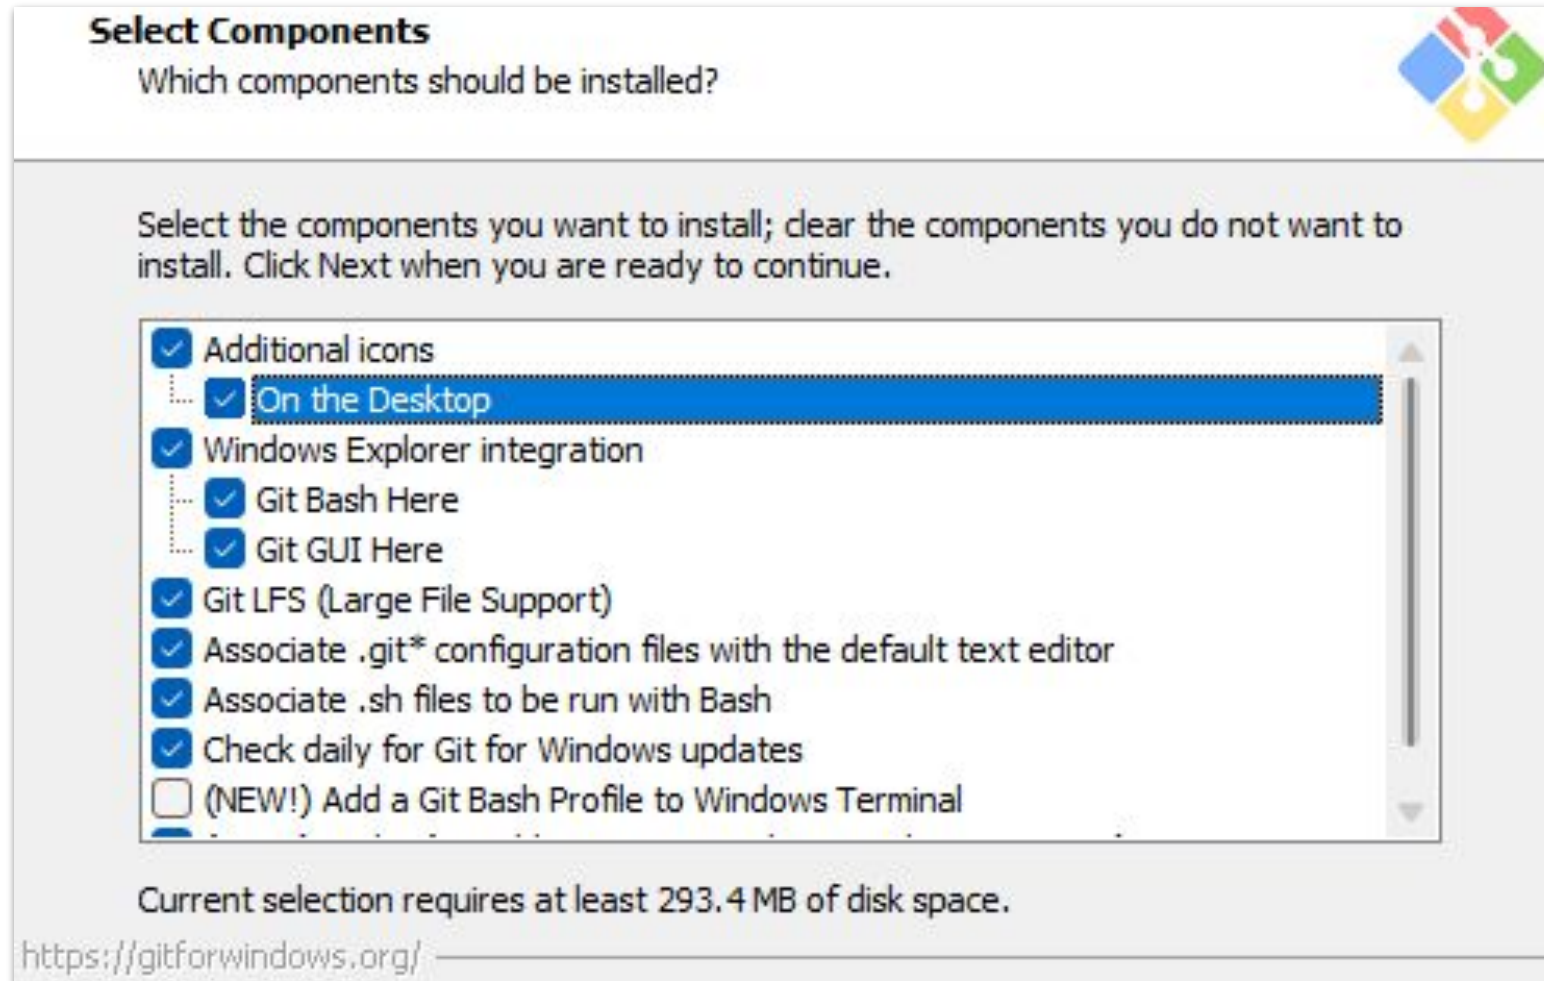 Select Components
Which components should be installed?
Select the components you want to install; clear the components you do not want to
install. Click Next when you are ready to continue.
Additional icons
On the Desktop
Windows Explorer integration
Git Bash Here
Git GUI Here
Git LFS (Large File Support)
Associate .git* configuration files with the default text editor
Associate .sh files to be run with Bash
Check daily for Git for Windows updates
(NEW!) Add a Git Bash Profile to Windows Terminal
Current selection requires at least 293.4 MB of disk space.
https://gitforwindows.org/